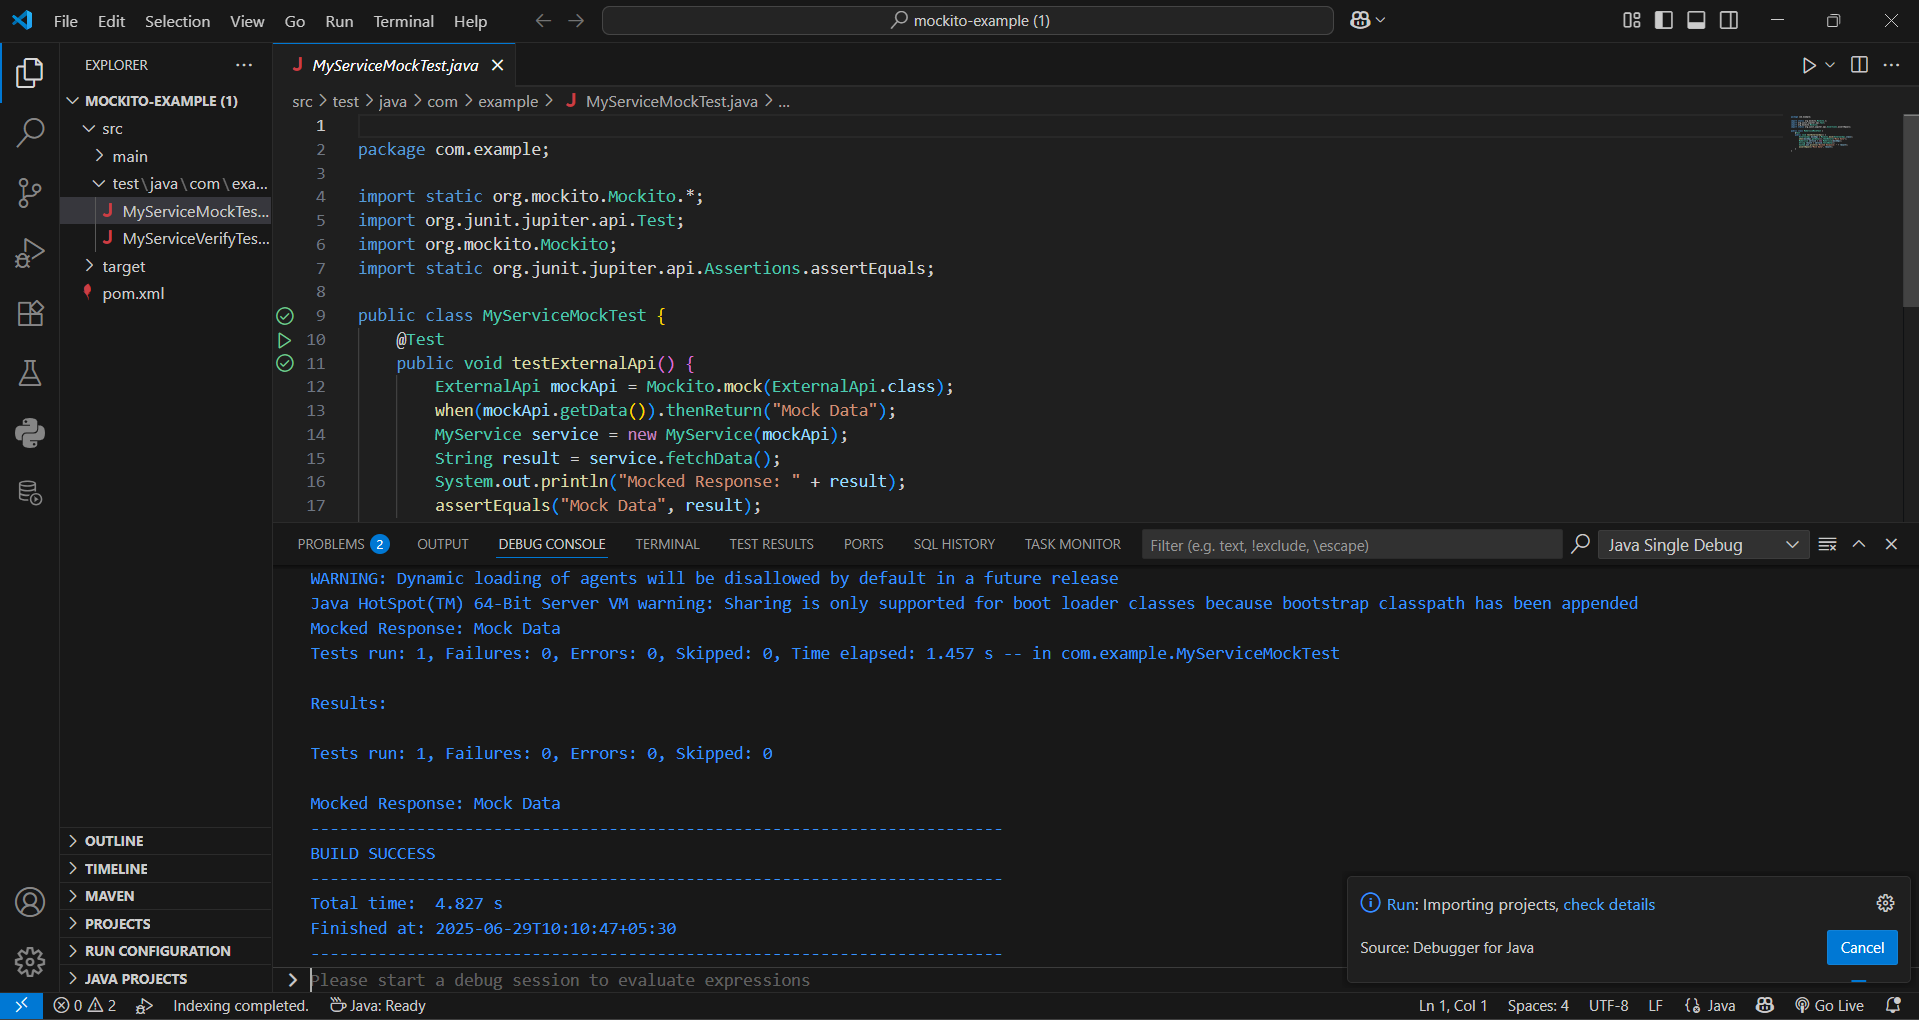 File Edit Selection View Go Run Terminal Help
mockito-example (1)
EXPLORER
MOCKITO-EXAMPLE (1)
src
main
test\java\com\exa...
MyServiceMockTes...
MyServiceVerifyTes...
target
pom.xml
OUTLINE
TIMELINE
MAVEN
PROJECTS
RUN CONFIGURATION
JAVA PROJECTS
MyServiceMockTest.java
src > test > java > com > example > MyServiceMockTest.java > ...
1
2 package com.example;
3
4 import static org.mockito.Mockito.*;
5 import org.junit.jupiter.api.Test;
6 import org.mockito.Mockito;
7 import static org.junit.jupiter.api.Assertions.assertEquals;
8
9 public class MyServiceMockTest {
10 @Test
11 public void testExternalApi() {
12 ExternalApi mockApi = Mockito.mock(ExternalApi.class);
13 when(mockApi.getData()).thenReturn("Mock Data");
14 MyService service = new MyService(mockApi);
15 String result = service.fetchData();
16 System.out.println("Mocked Response: " + result);
17 assertEquals("Mock Data", result);
PROBLEMS 2 OUTPUT DEBUG CONSOLE TERMINAL TEST RESULTS PORTS SQL HISTORY TASK MONITOR Filter (e.g. text, !exclude, \escape) Java Single Debug
WARNING: Dynamic loading of agents will be disallowed by default in a future release
Java HotSpot(TM) 64-Bit Server VM warning: Sharing is only supported for boot loader classes because bootstrap classpath has been appended
Mocked Response: Mock Data
Tests run: 1, Failures: 0, Errors: 0, Skipped: 0, Time elapsed: 1.457 s -- in com.example.MyServiceMockTest
Results:
Tests run: 1, Failures: 0, Errors: 0, Skipped: 0
Mocked Response: Mock Data
------------------------------------------------------------------------
BUILD SUCCESS
------------------------------------------------------------------------
Total time: 4.827 s
Finished at: 2025-06-29T10:10:47+05:30
------------------------------------------------------------------------
Please start a debug session to evaluate expressions
Run: Importing projects, check details
Source: Debugger for Java
Cancel
0 2 Indexing completed. Java: Ready
Ln 1, Col 1 Spaces: 4 UTF-8 LF Java Go Live